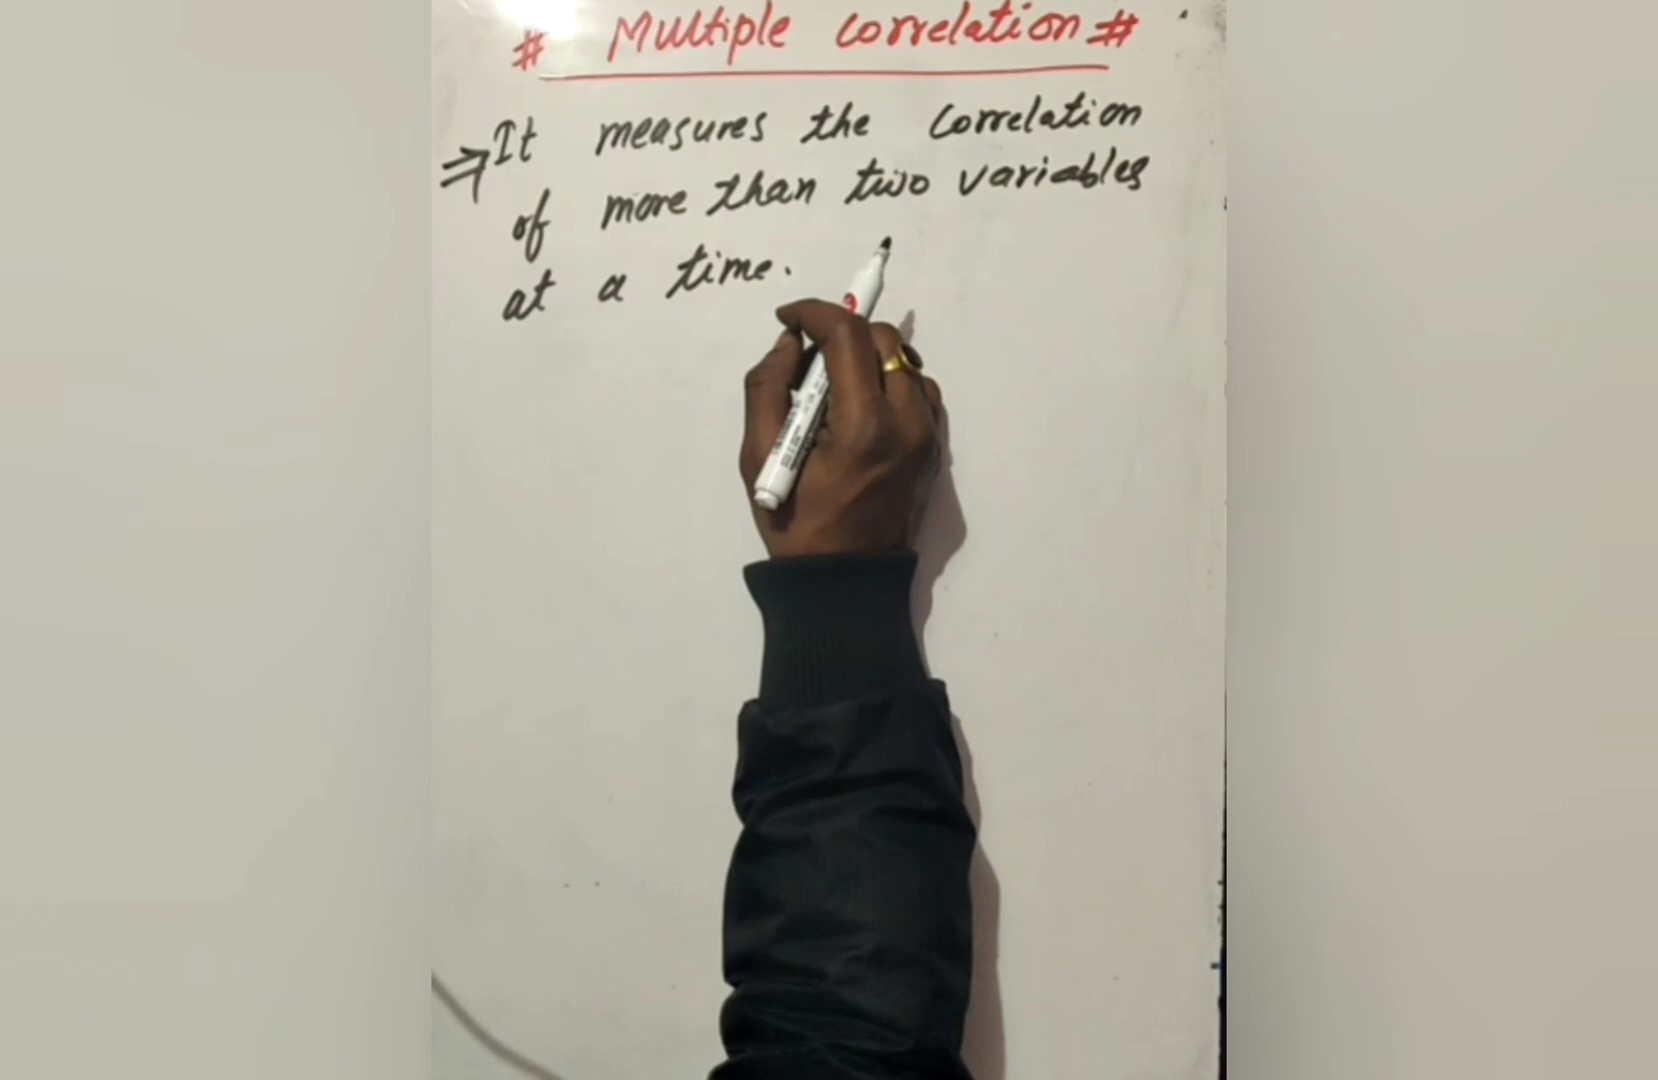 # Multiple correlation #
⇒ It measures the correlation
of more than two variables
at a time.